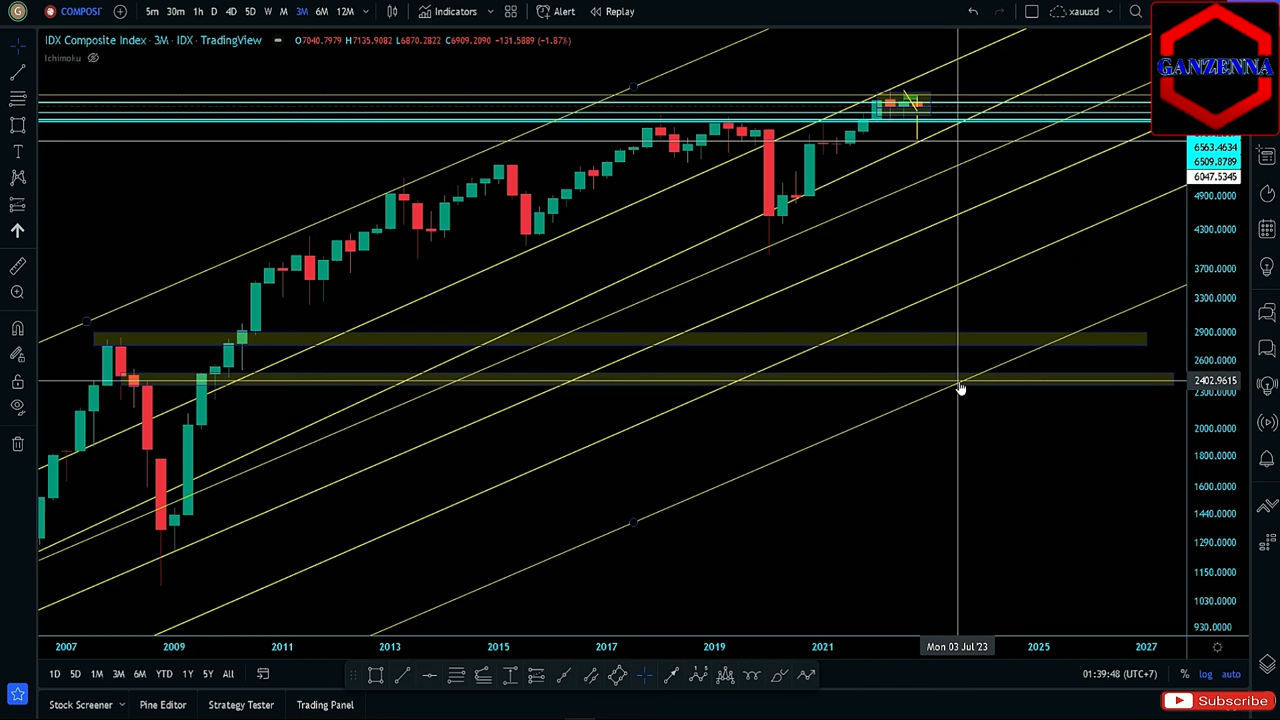 G COMPOSI 5m 30m 1h D 4D 5D W M 3M 6M 12M Indicators Alert Replay xauusd
IDX Composite Index · 3M · IDX · TradingView O7040.7979 H7135.9082 L6870.2822 C6909.2090 -131.5889 (-1.87%)
Ichimoku
GANZENNA
6563.4634
6509.8789
6047.5345
4900.0000
4300.0000
3700.0000
3300.0000
2900.0000
2600.0000
2402.9615
2300.0000
2000.0000
1800.0000
1600.0000
1440.0000
1290.0000
1150.0000
1030.0000
930.0000
2007 2009 2011 2013 2015 2017 2019 2021 Mon 03 Jul '23 2025 2027
1D 5D 1M 3M 6M YTD 1Y 5Y All 01:39:48 (UTC+7) % log auto
Stock Screener Pine Editor Strategy Tester Trading Panel Subscribe